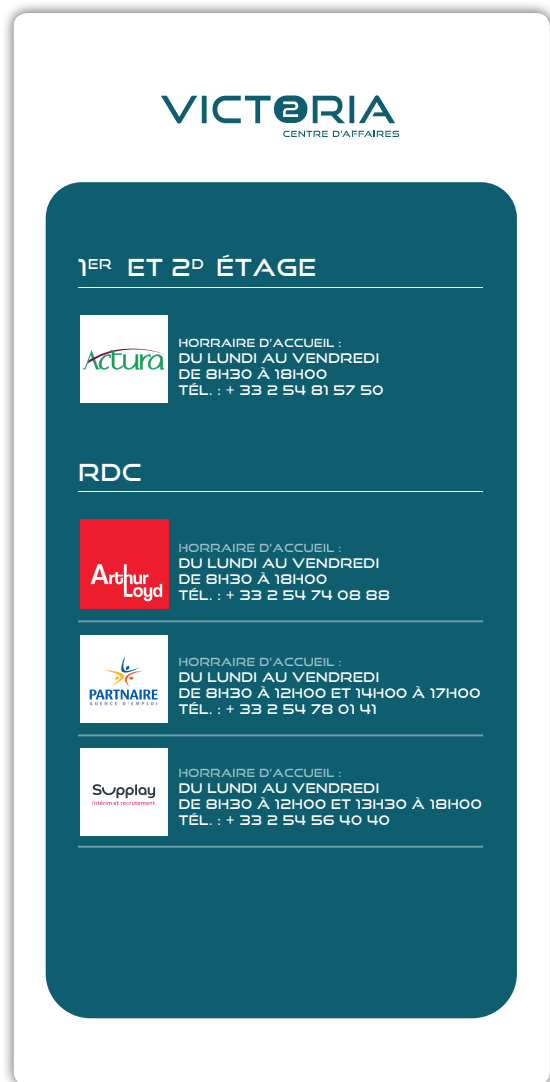 VICT2RIA
CENTRE D'AFFAIRES
1ER ET 2D ÉTAGE
Actura
HORRAIRE D'ACCUEIL :
DU LUNDI AU VENDREDI
DE 8H30 À 18H00
TÉL. : + 33 2 54 81 57 50
RDC
Arthur
Loyd
HORRAIRE D'ACCUEIL :
DU LUNDI AU VENDREDI
DE 8H30 À 18H00
TÉL. : + 33 2 54 74 08 88
PARTNAIRE
AGENCE D'EMPLOI
HORRAIRE D'ACCUEIL :
DU LUNDI AU VENDREDI
DE 8H30 À 12H00 ET 14H00 À 17H00
TÉL. : + 33 2 54 78 01 41
Supplay
Intérim et recrutement
HORRAIRE D'ACCUEIL :
DU LUNDI AU VENDREDI
DE 8H30 À 12H00 ET 13H30 À 18H00
TÉL. : + 33 2 54 56 40 40